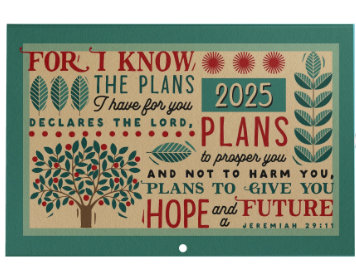 FOR I KNOW
THE PLANS
I have for you
2025
DECLARES THE LORD,
PLANS
to prosper you
AND NOT TO HARM YOU,
PLANS TO GIVE YOU
HOPE and a FUTURE
JEREMIAH 29:11